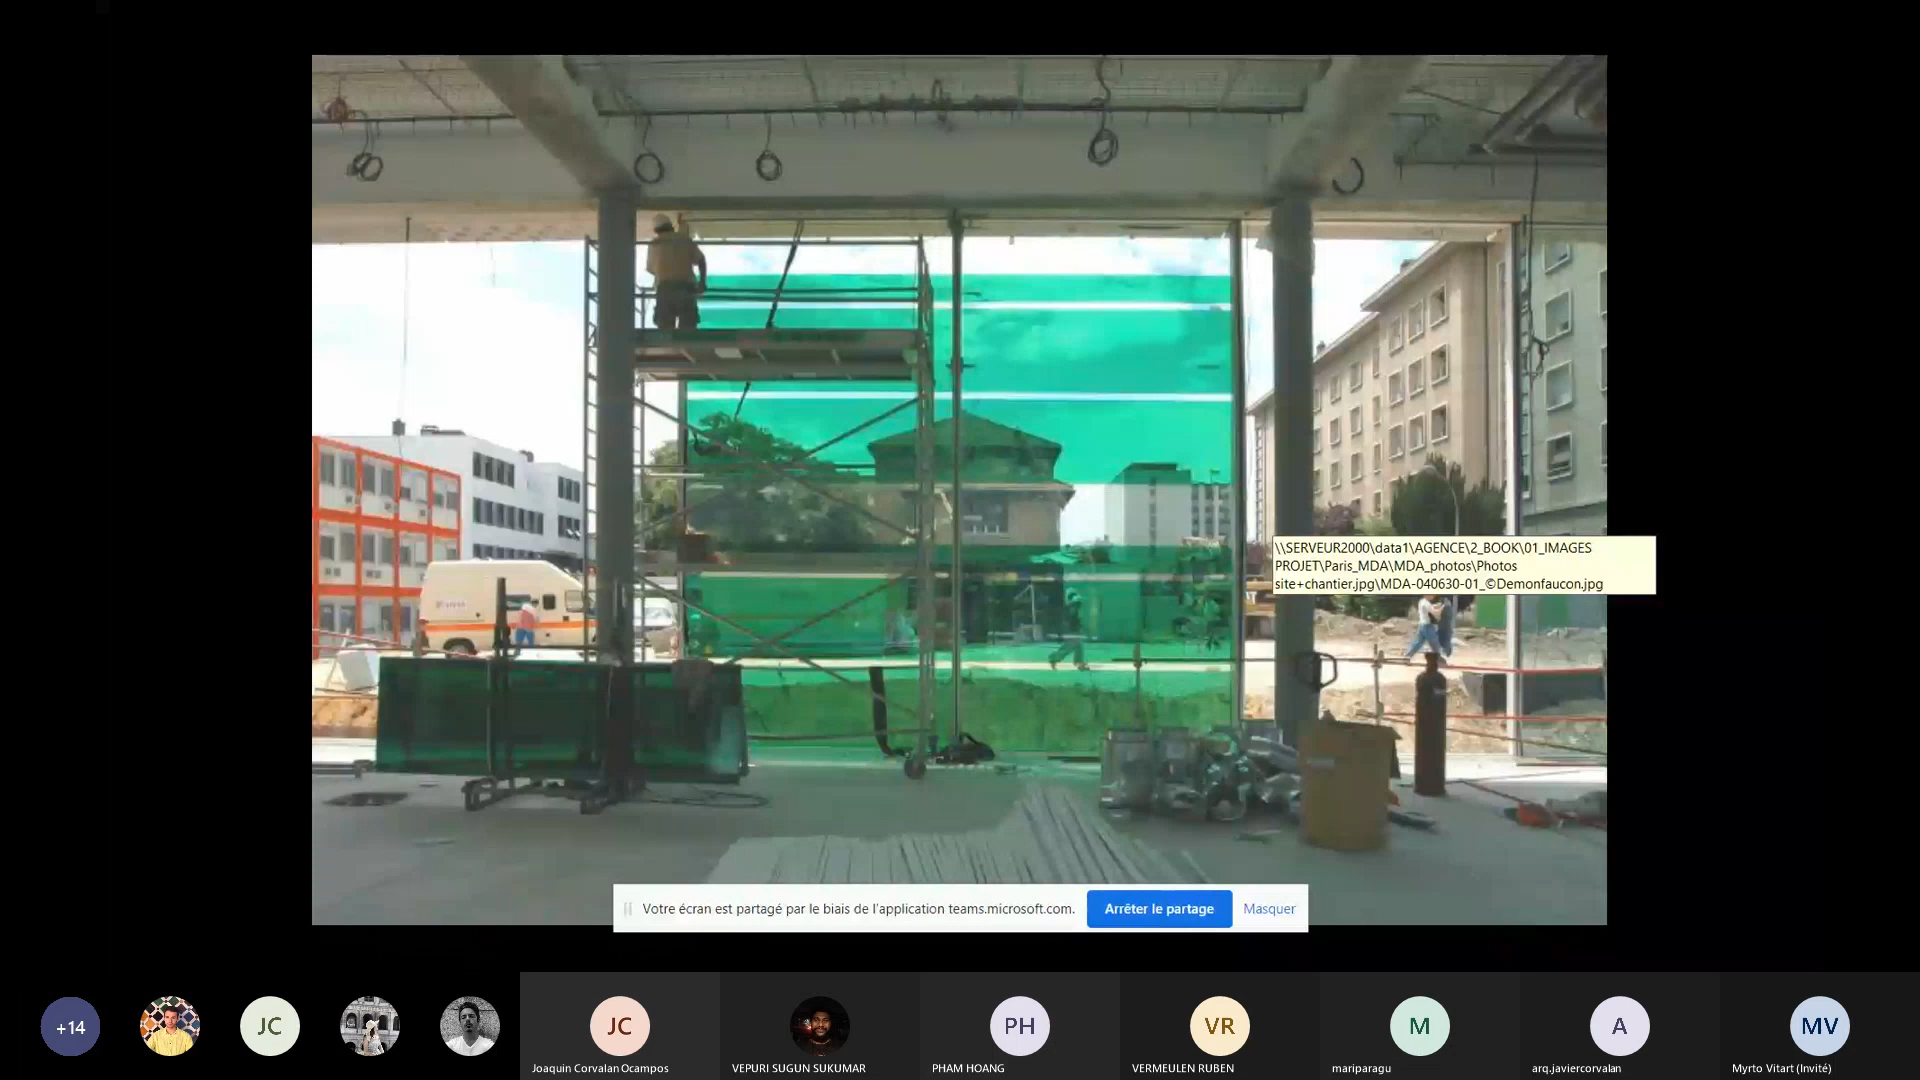 \\SERVEUR2000\data1\AGENCE\2_BOOK\01_IMAGES
PROJET\Paris_MDA\MDA_photos\Photos
site+chantier.jpg\MDA-040630-01_©Demonfaucon.jpg
Votre écran est partagé par le biais de l'application teams.microsoft.com.
Arrêter le partage
Masquer
+14
JC
JC
PH
VR
M
A
MV
Joaquin Corvalan Ocampos
VEPURI SUGUN SUKUMAR
PHAM HOANG
VERMEULEN RUBEN
mariparagu
arq.javiercorvalan
Myrto Vitart (Invité)